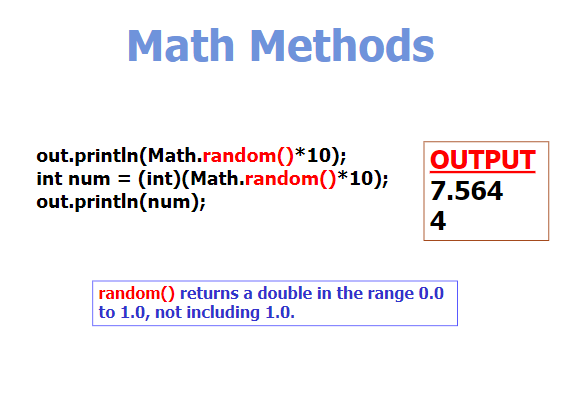 Math Methods
out.println(Math.random()*10);
int num = (int)(Math.random()*10);
out.println(num);
OUTPUT
7.564
4
random() returns a double in the range 0.0
to 1.0, not including 1.0.